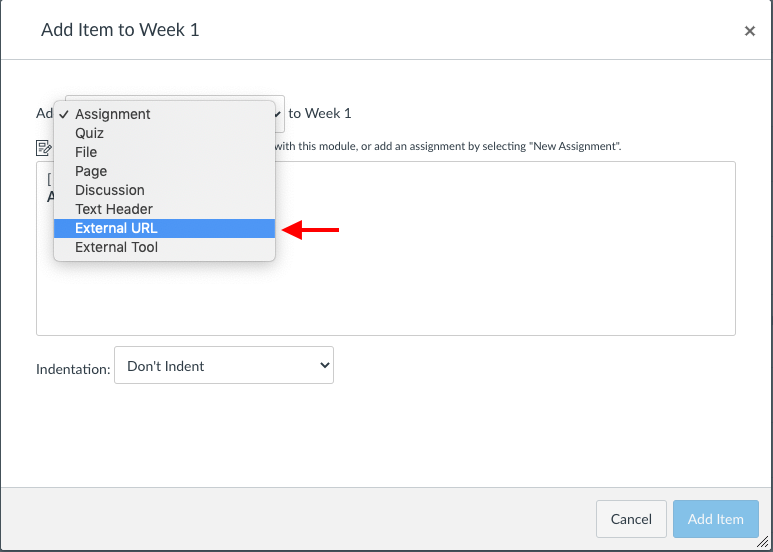 Add Item to Week 1
×
Ad
to Week 1
✓ Assignment
Quiz
File
Page
Discussion
Text Header
External URL
External Tool
with this module, or add an assignment by selecting "New Assignment".
[
Indentation: Don't Indent
Cancel
Add Item